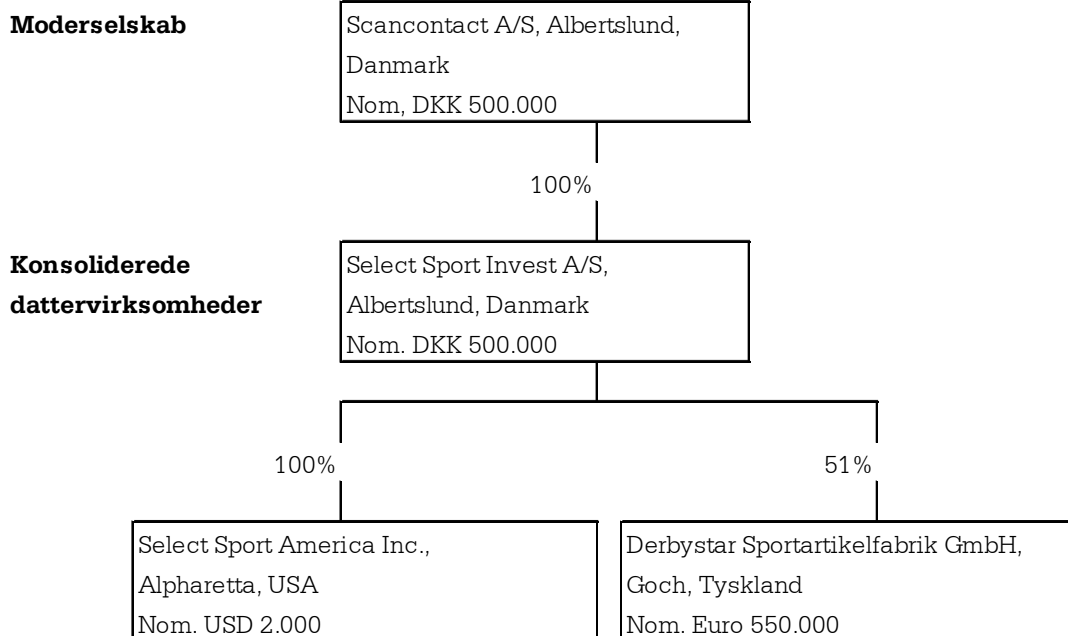 Moderselskab
Scancontact A/S, Albertslund,
Danmark
Nom, DKK 500.000
100%
Konsoliderede
dattervirksomheder
Select Sport Invest A/S,
Albertslund, Danmark
Nom. DKK 500.000
100%
51%
Select Sport America Inc.,
Alpharetta, USA
Nom. USD 2.000
Derbystar Sportartikelfabrik GmbH,
Goch, Tyskland
Nom. Euro 550.000